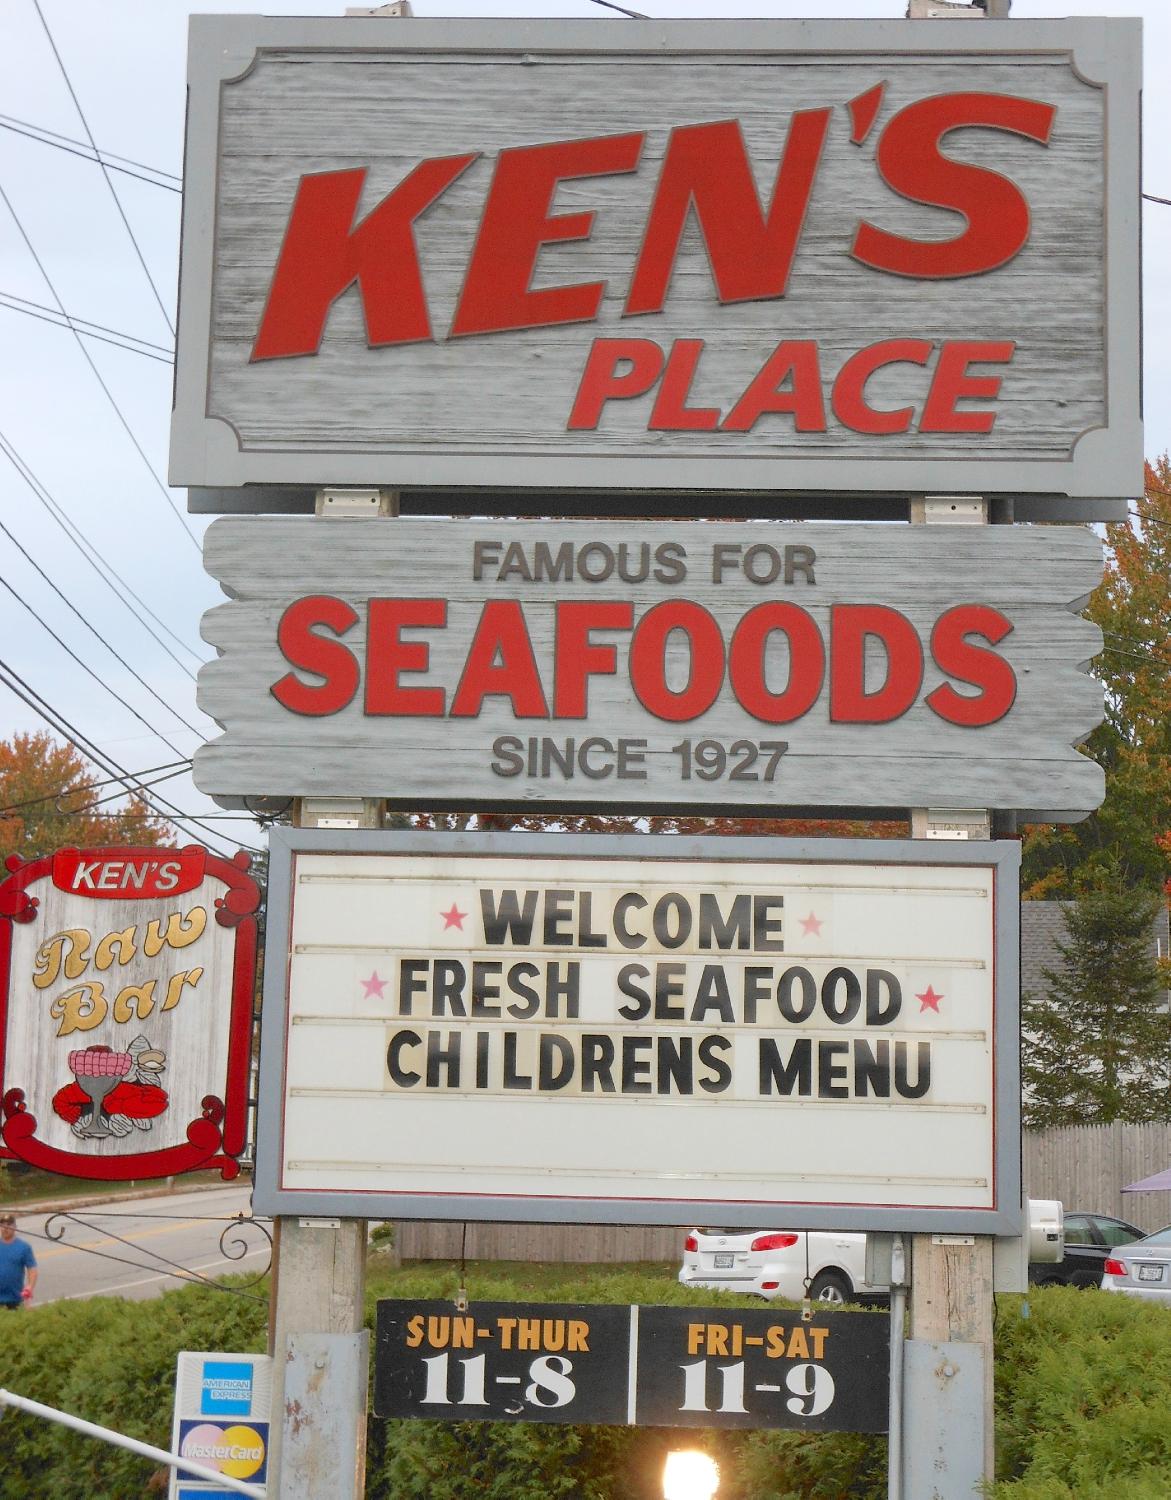 KEN'S
PLACE
FAMOUS FOR
SEAFOODS
SINCE 1927
WELCOME
FRESH SEAFOOD
CHILDRENS MENU
KEN'S
Raw
Bar
SUN-THUR
11-8
FRI-SAT
11-9
AMERICAN
EXPRESS
MasterCard